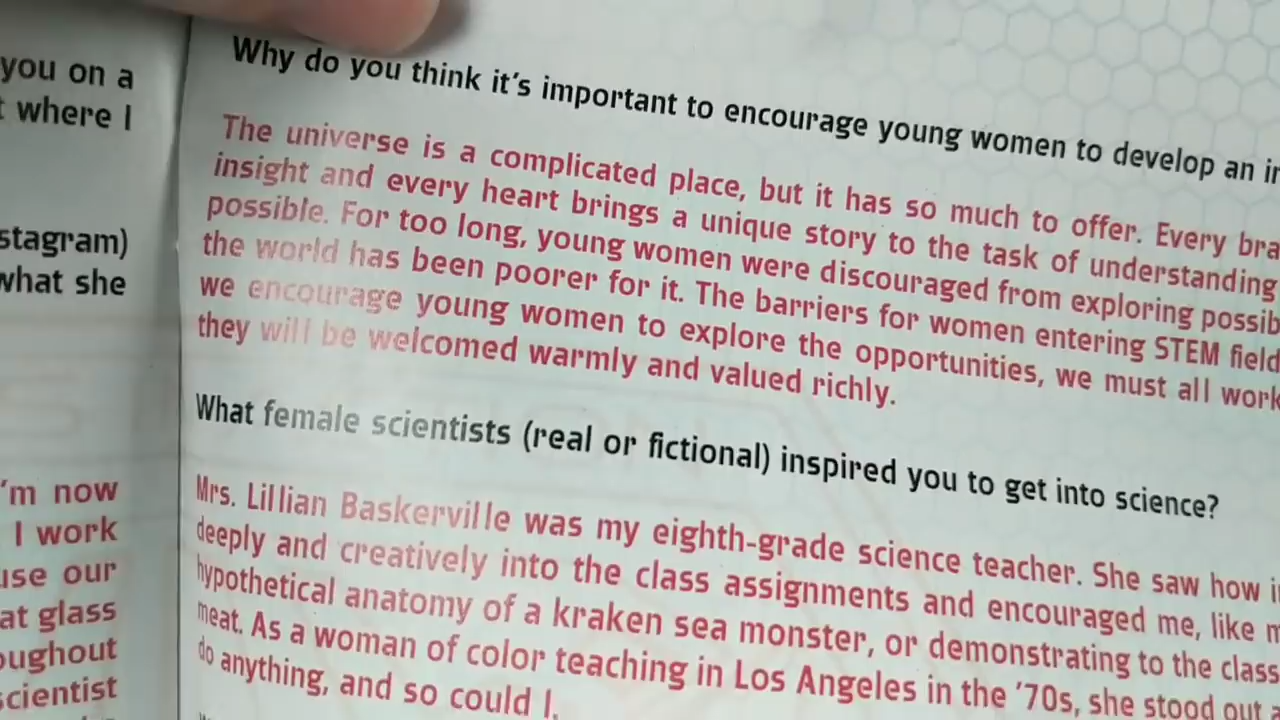 you on a
where I
stagram)
what she
'm now
I work
use our
at glass
oughout
scientist
Why do you think it's important to encourage young women to develop an
The universe is a complicated place, but it has so much to offer. Every
insight and every heart brings a unique story to the task of understanding
possible. For too long, young women were discouraged from exploring
the world has been poorer for it. The barriers for women entering STEM
we encourage young women to explore the opportunities, we must all work
they will be welcomed warmly and valued richly.
What female scientists (real or fictional) inspired you to get into science?
Mrs. Lillian Baskerville was my eighth-grade science teacher. She saw how
deeply and creatively into the class assignments and encouraged me, like
hypothetical anatomy of a kraken sea monster, or demonstrating to the class
meat. As a woman of color teaching in Los Angeles in the '70s, she stood out
do anything, and so could I.